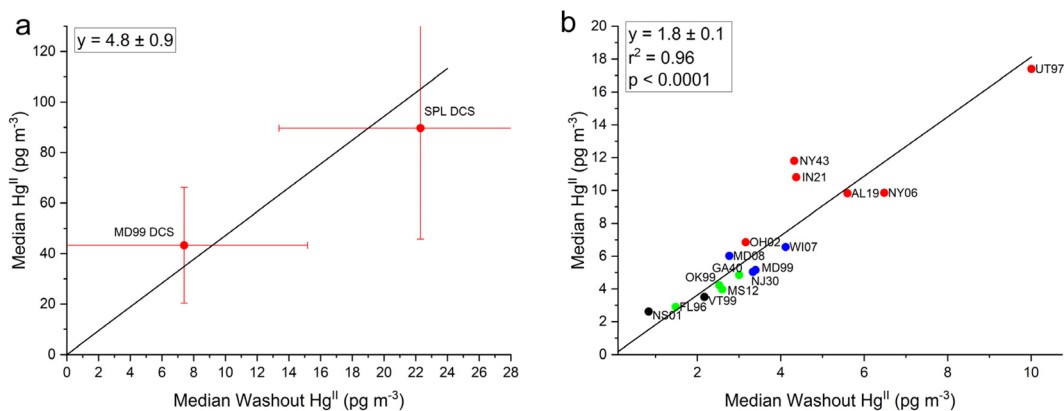 a
y = 4.8 ± 0.9
120
100
80
60
40
20
0
Median Hg^II (pg m^-3)
SPL DCS
MD99 DCS
0 2 4 6 8 10 12 14 16 18 20 22 24 26 28
Median Washout Hg^II (pg m^-3)
b
y = 1.8 ± 0.1
r^2 = 0.96
p < 0.0001
20
18
16
14
12
10
8
6
4
2
0
Median Hg^II (pg m^-3)
UT97
NY43
IN21
AL19
NY06
OH02
WI07
MD08
GA40
MD99
NJ30
OK99
MS12
VT99
FL96
NS01
2 4 6 8 10
Median Washout Hg^II (pg m^-3)